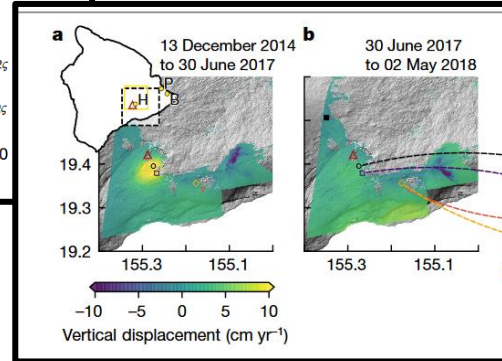 a
13 December 2014
to 30 June 2017
P
H
B
19.4
19.3
19.2
155.3
155.1
−10
−5
0
5
10
Vertical displacement (cm yr−1)
b
30 June 2017
to 02 May 2018
155.3
155.1
0